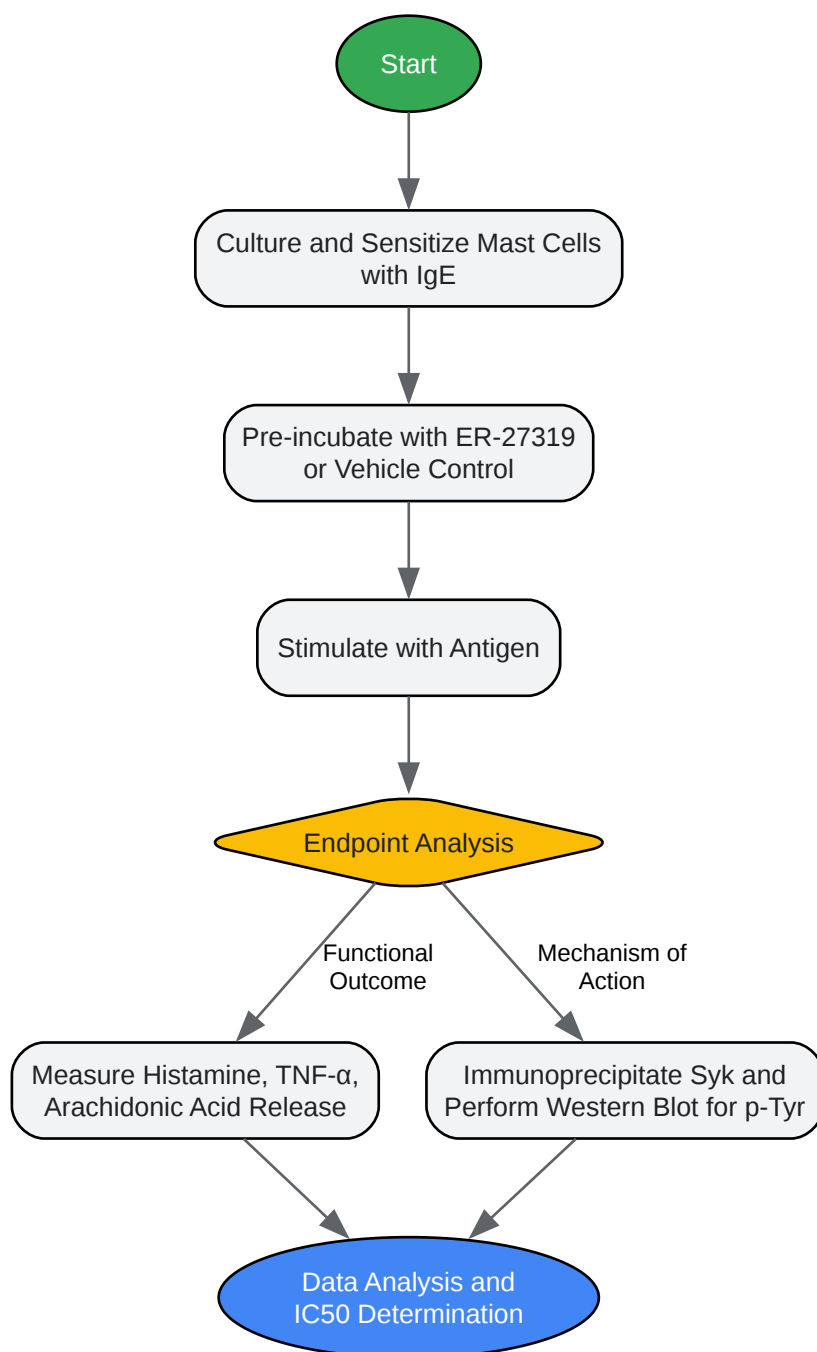 Start
Culture and Sensitize Mast Cells
with IgE
Pre-incubate with ER-27319
or Vehicle Control
Stimulate with Antigen
Endpoint Analysis
Functional
Outcome
Mechanism of
Action
Measure Histamine, TNF-α,
Arachidonic Acid Release
Immunoprecipitate Syk and
Perform Western Blot for p-Tyr
Data Analysis and
IC50 Determination